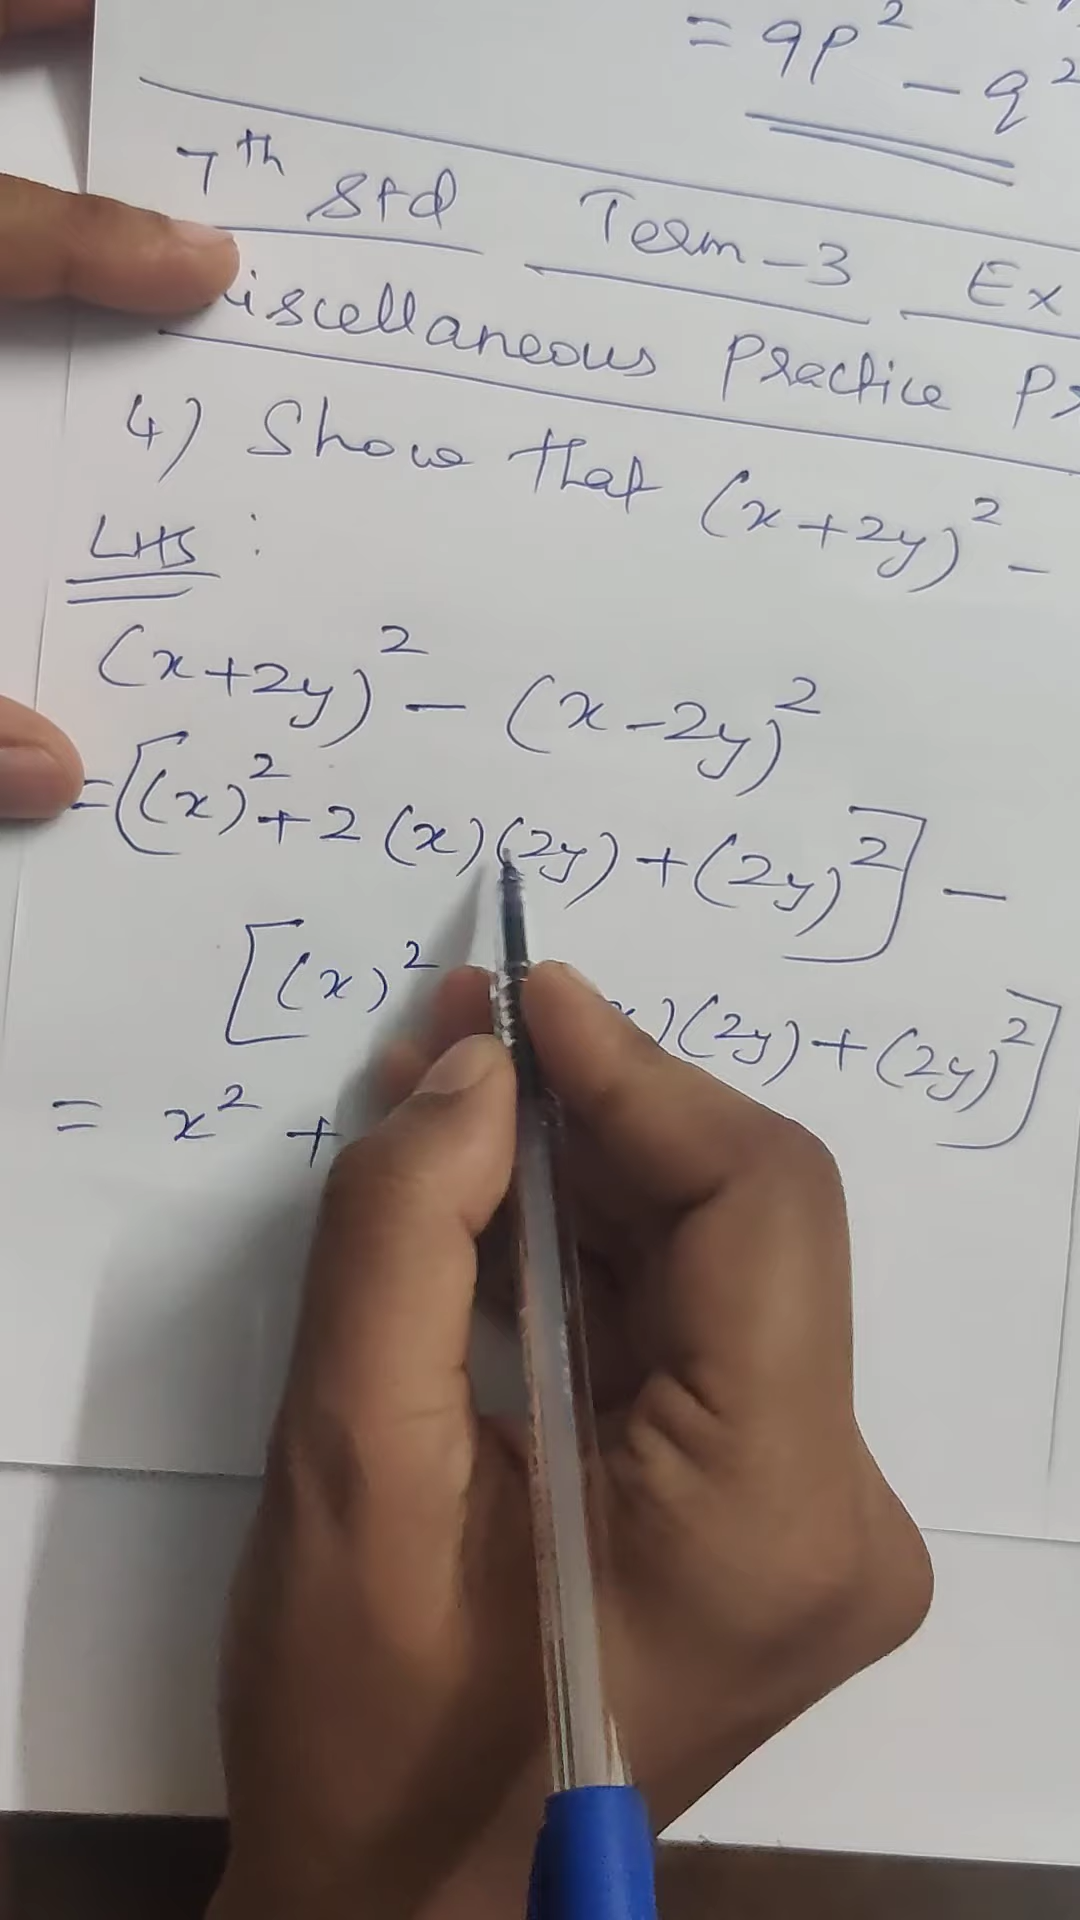 = 9p² - q²
7th Std Term-3 Ex
Miscellaneous Practice
4) Show that (x+2y)² -
LHS :
(x+2y)² - (x-2y)²
=[(x)²+2(x)(2y)+(2y)²] -
[(x)² )(2y)+(2y)²]
= x² +